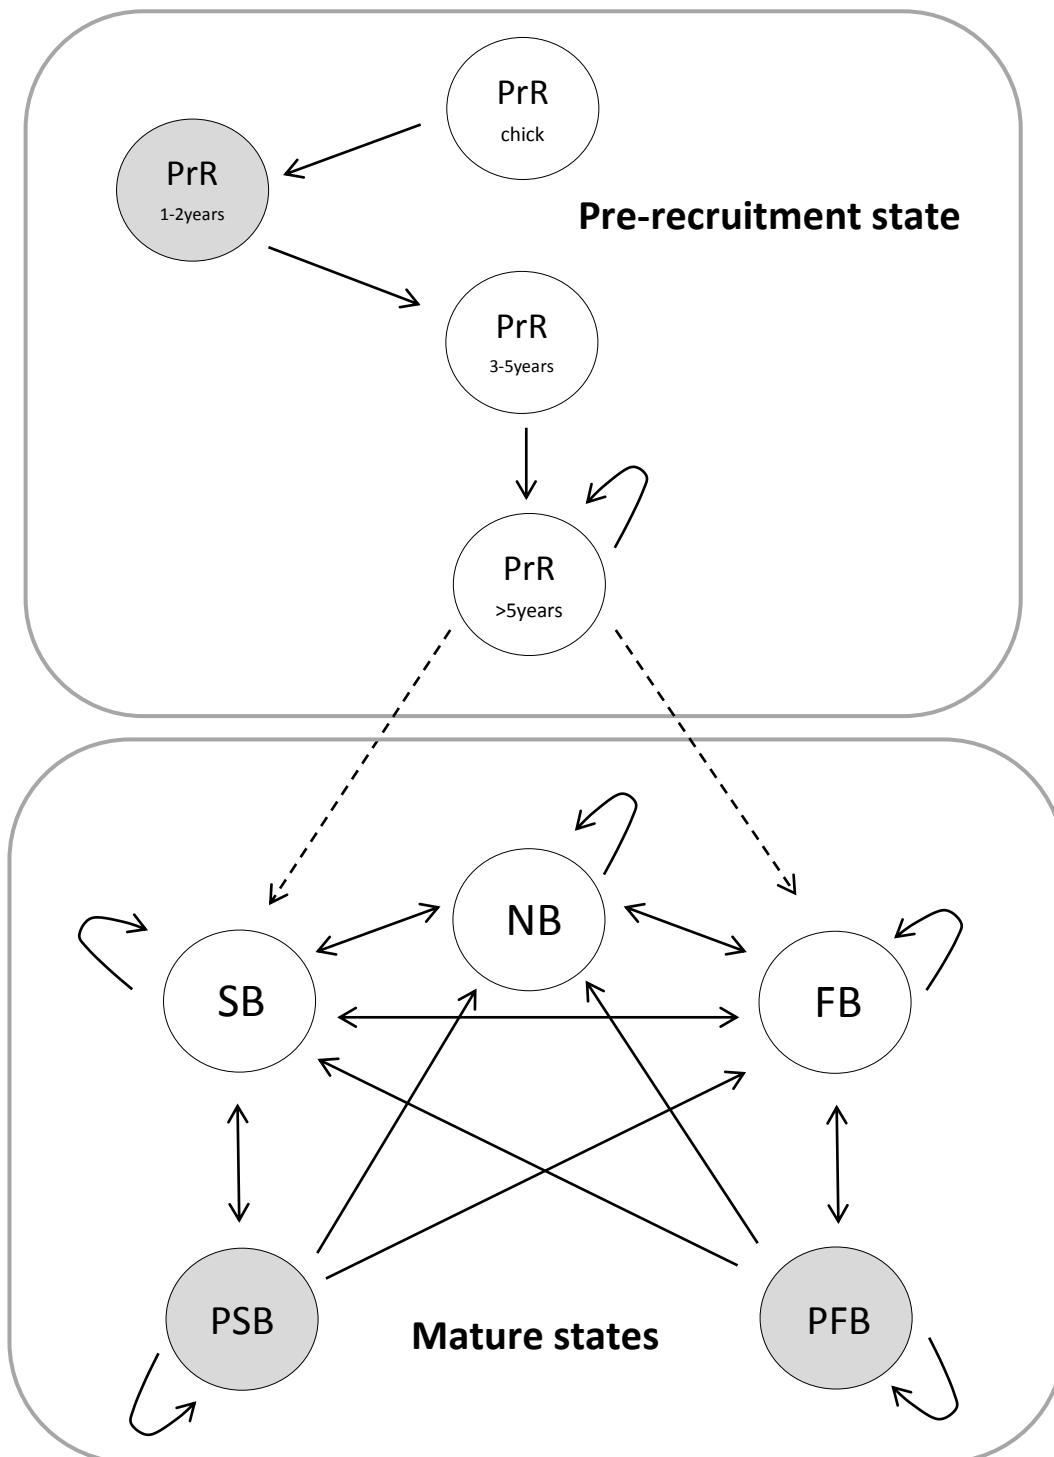 PrR
chick
PrR
1-2years
Pre-recruitment state
PrR
3-5years
PrR
>5years
NB
SB
FB
PSB
PFB
Mature states